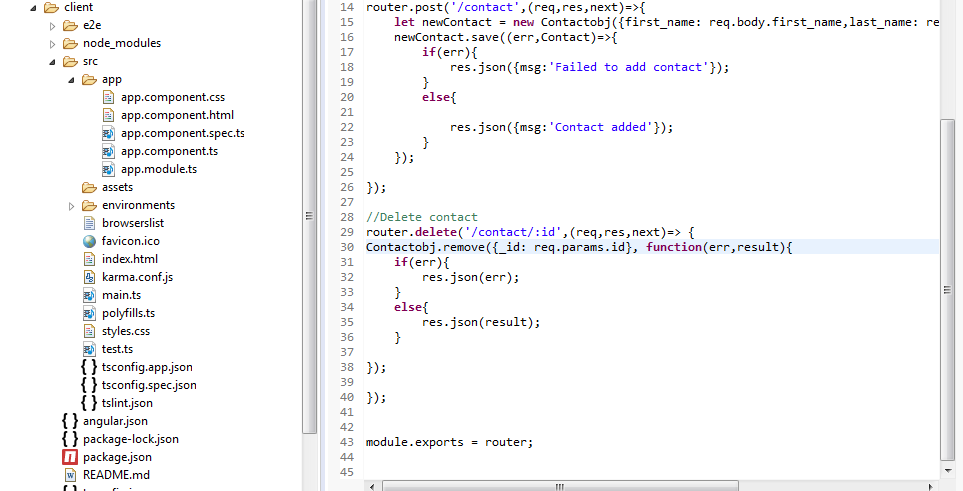 client
e2e
node_modules
src
app
app.component.css
app.component.html
app.component.spec.ts
app.component.ts
app.module.ts
assets
environments
browserslist
favicon.ico
index.html
karma.conf.js
main.ts
polyfills.ts
styles.css
test.ts
{ } tsconfig.app.json
{ } tsconfig.spec.json
{ } tslint.json
{ } angular.json
{ } package-lock.json
package.json
README.md
14 router.post('/contact',(req,res,next)=>{
15     let newContact = new Contactobj({first_name: req.body.first_name,last_name: re
16     newContact.save((err,Contact)=>{
17         if(err){
18             res.json({msg:'Failed to add contact'});
19         }
20         else{
21
22             res.json({msg:'Contact added'});
23         }
24     });
25
26 });
27
28 //Delete contact
29 router.delete('/contact/:id',(req,res,next)=> {
30 Contactobj.remove({_id: req.params.id}, function(err,result){
31     if(err){
32         res.json(err);
33     }
34     else{
35         res.json(result);
36     }
37
38 });
39
40 });
41
42
43 module.exports = router;
44
45